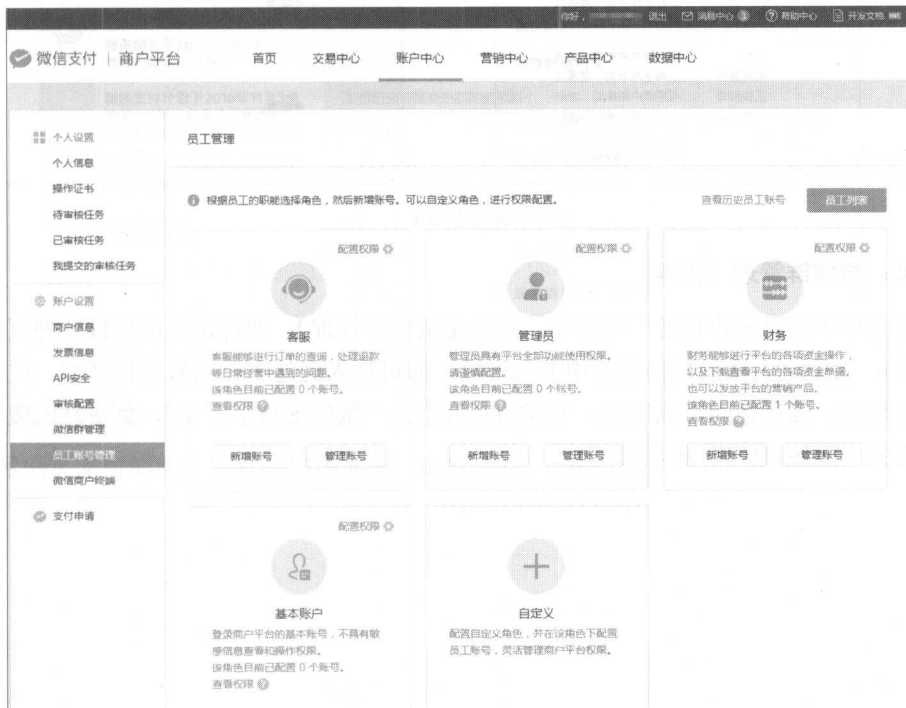 你好， 退出 消息中心 3 帮助中心 开发文档
微信支付 | 商户平台 首页 交易中心 账户中心 营销中心 产品中心 数据中心
个人设置
个人信息
操作证书
待审核任务
已审核任务
我提交的审核任务
账户设置
商户信息
发票信息
API安全
审核配置
微信群管理
员工账号管理
微信商户终端
支付申请
员工管理
根据员工的职能选择角色，然后新增账号。可以自定义角色，进行权限配置。 查看历史员工账号 员工列表
配置权限
客服
客服能够进行订单的查询，处理退款
等日常经营中遇到的问题。
该角色目前已配置 0 个账号。
查看权限
新增账号 管理账号
配置权限
管理员
管理员具有平台全部功能使用权限。
请谨慎配置。
该角色目前已配置 0 个账号。
查看权限
新增账号 管理账号
配置权限
财务
财务能够进行平台的各项资金操作，
以及下载查看平台的各项资金单据。
也可以发放平台的营销产品。
该角色目前已配置 1 个账号。
查看权限
新增账号 管理账号
配置权限
基本账户
登录商户平台的基本账号，不具有敏
感信息查看和操作权限。
该角色目前已配置 0 个账号。
查看权限
自定义
配置自定义角色，并在该角色下配置
员工账号，灵活管理商户平台权限。